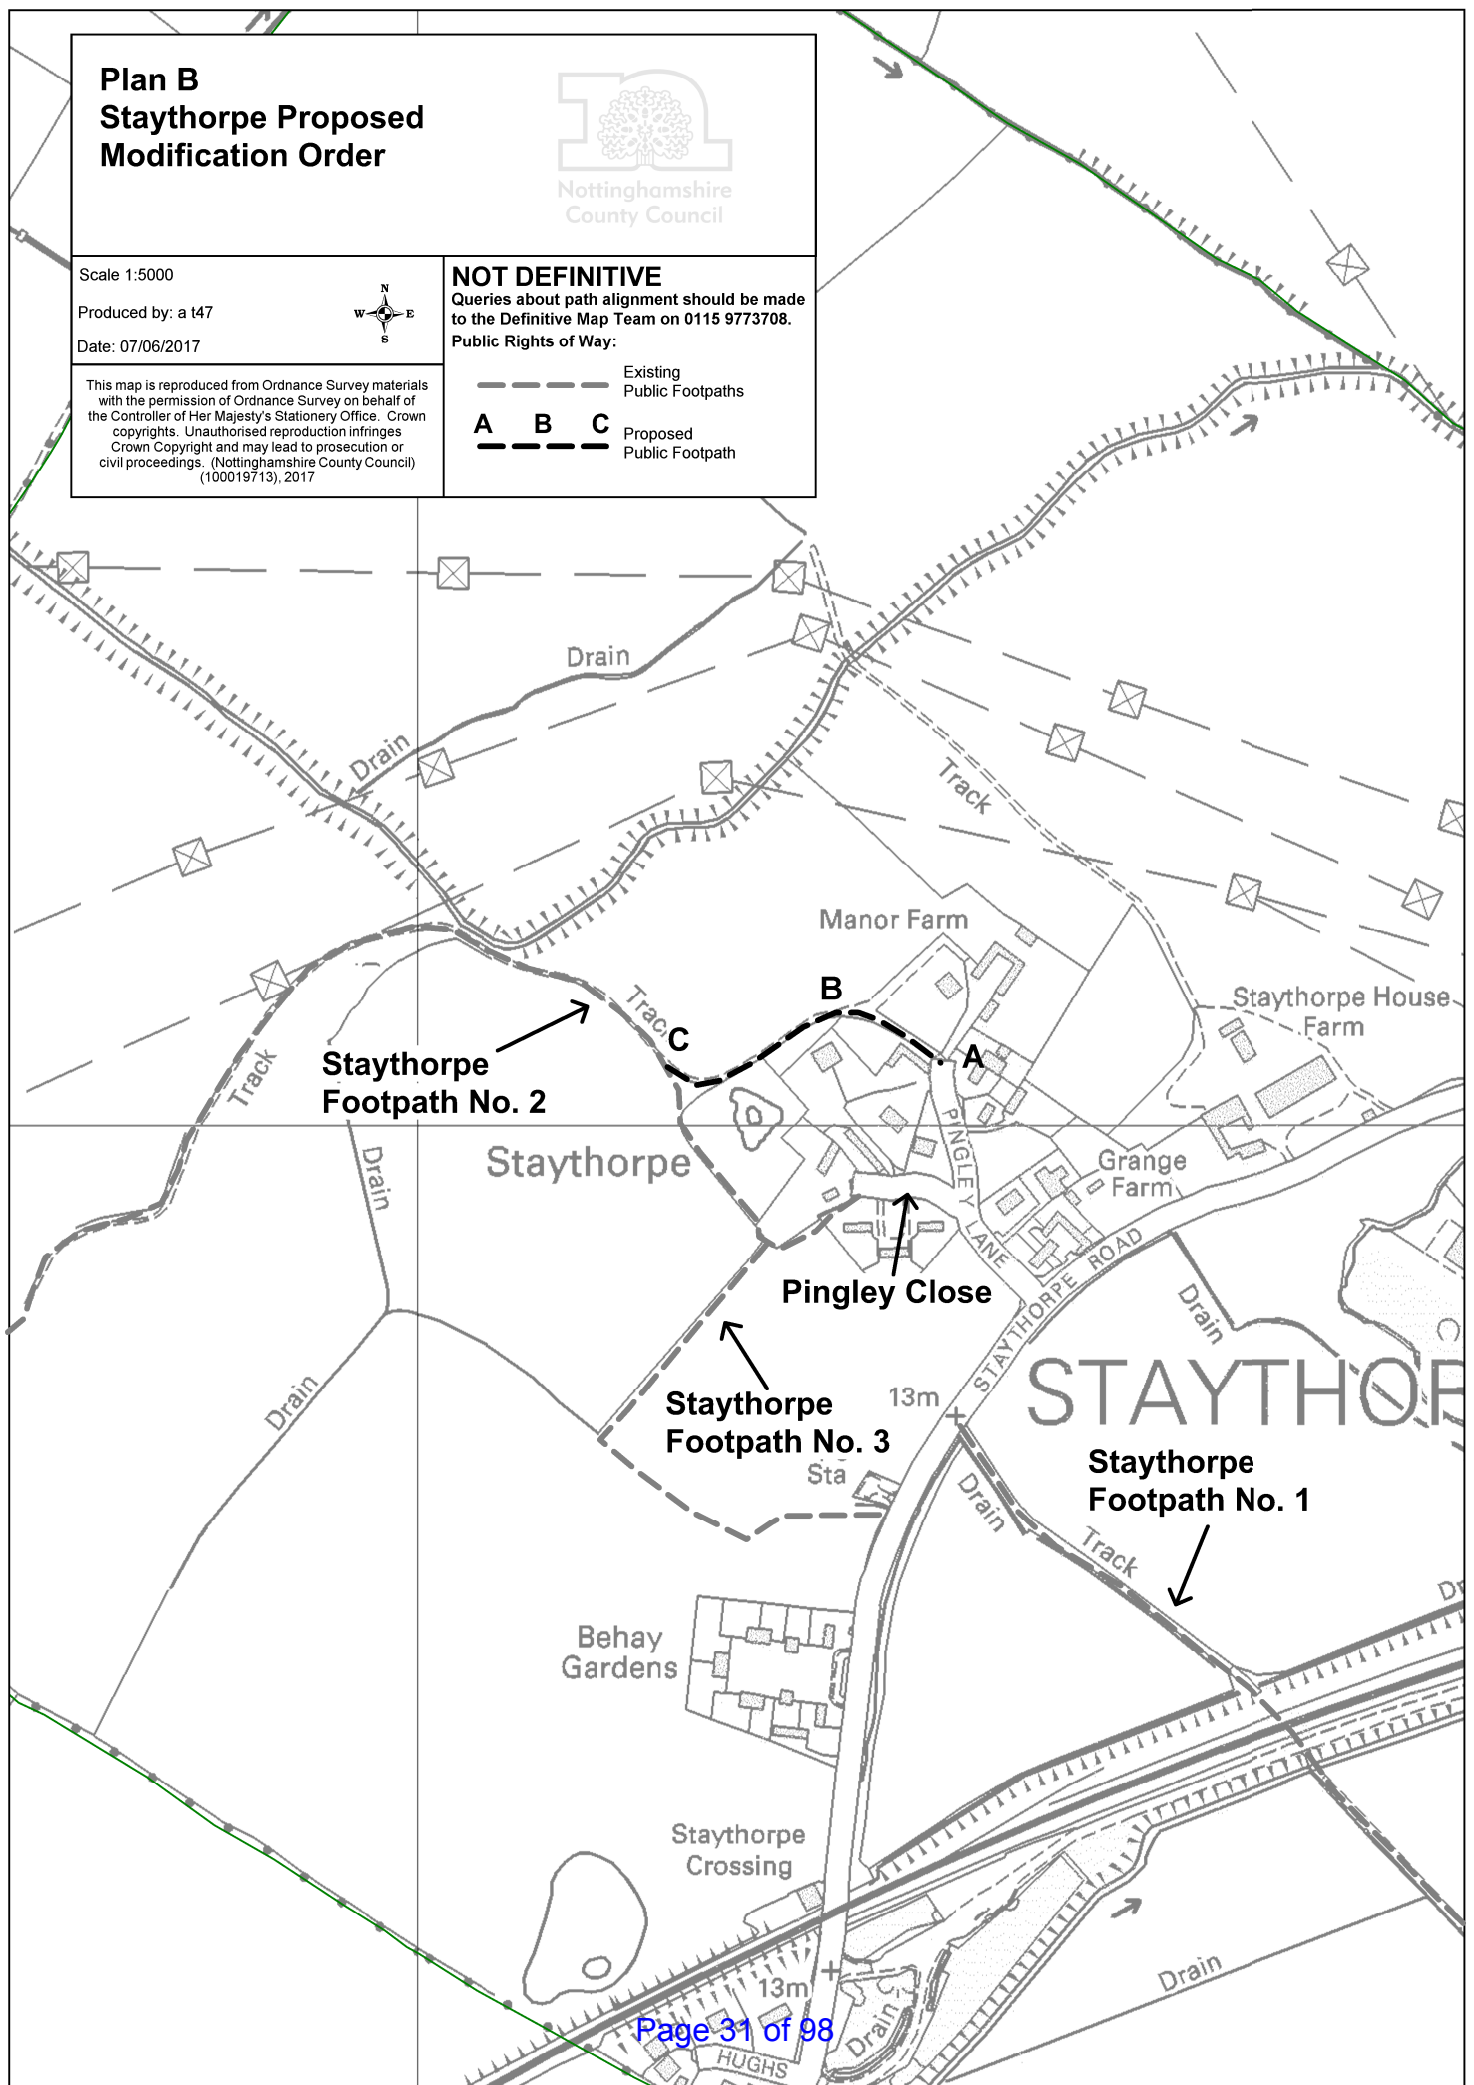 Plan B
Staythorpe Proposed
Modification Order
Nottinghamshire
County Council
Scale 1:5000
Produced by: a t47
Date: 07/06/2017
N
W E
S
This map is reproduced from Ordnance Survey materials
with the permission of Ordnance Survey on behalf of
the Controller of Her Majesty's Stationery Office. Crown
copyrights. Unauthorised reproduction infringes
Crown Copyright and may lead to prosecution or
civil proceedings. (Nottinghamshire County Council)
(100019713), 2017
NOT DEFINITIVE
Queries about path alignment should be made
to the Definitive Map Team on 0115 9773708.
Public Rights of Way:
Existing
Public Footpaths
A B C
Proposed
Public Footpath
Drain
Drain
Track
Manor Farm
B
Staythorpe House
Farm
Track
C
A
Staythorpe
Footpath No. 2
Track
PINGLEY LANE
Staythorpe
Drain
Grange
Farm
Pingley Close
STAYTHORPE ROAD
Drain
Drain
STAYTHOR
13m
Staythorpe
Footpath No. 3
Sta
Drain
Staythorpe
Footpath No. 1
Track
Dr
Behay
Gardens
Staythorpe
Crossing
13m
Drain
Drain
Page 31 of 98
HUGHS